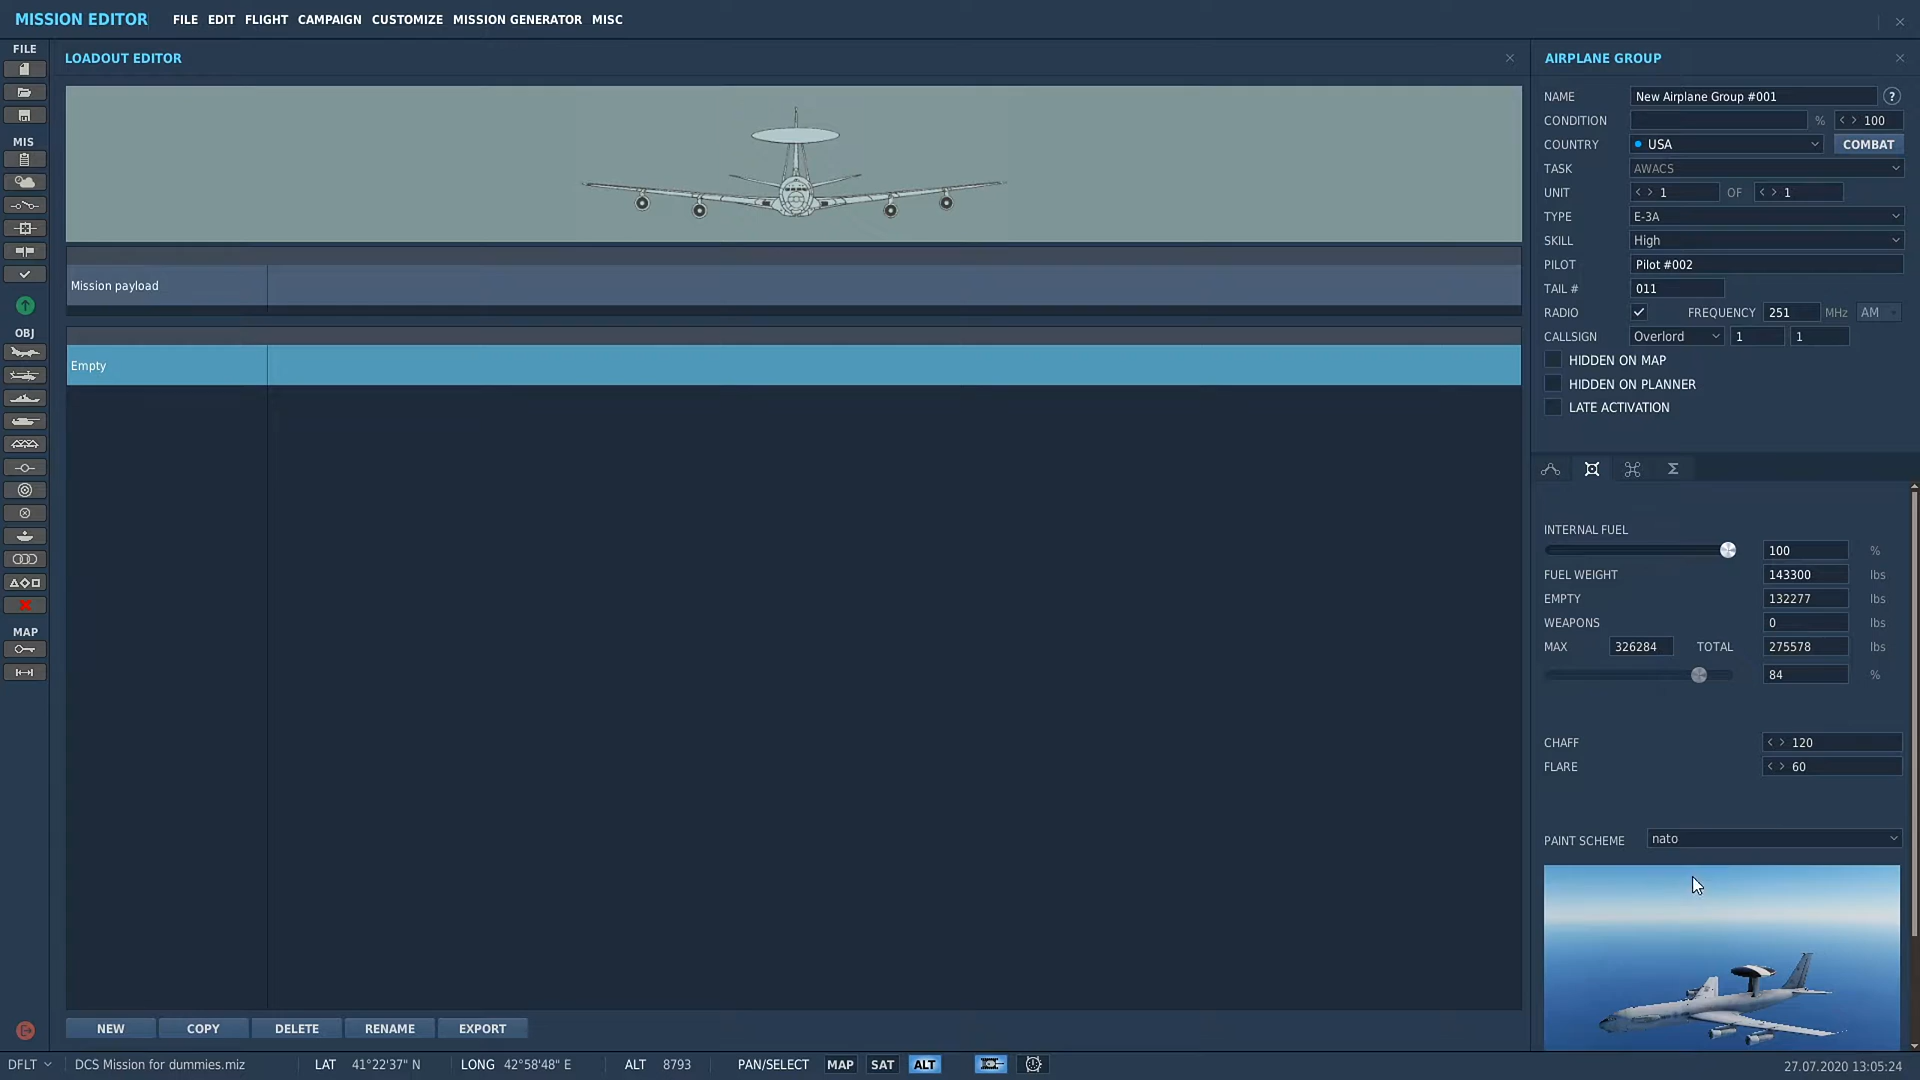 MISSION EDITOR FILE EDIT FLIGHT CAMPAIGN CUSTOMIZE MISSION GENERATOR MISC
FILE
MIS
OBJ
MAP
LOADOUT EDITOR
Mission payload
Empty
NEW COPY DELETE RENAME EXPORT
AIRPLANE GROUP
NAME New Airplane Group #001 ?
CONDITION % < > 100
COUNTRY USA COMBAT
TASK AWACS
UNIT < > 1 OF < > 1
TYPE E-3A
SKILL High
PILOT Pilot #002
TAIL # 011
RADIO FREQUENCY 251 MHz AM
CALLSIGN Overlord 1 1
HIDDEN ON MAP
HIDDEN ON PLANNER
LATE ACTIVATION
Σ
INTERNAL FUEL
100 %
FUEL WEIGHT 143300 lbs
EMPTY 132277 lbs
WEAPONS 0 lbs
MAX 326284 TOTAL 275578 lbs
84 %
CHAFF < > 120
FLARE < > 60
PAINT SCHEME nato
DFLT DCS Mission for dummies.miz LAT 41°22'37" N LONG 42°58'48" E ALT 8793 PAN/SELECT MAP SAT ALT 27.07.2020 13:05:24